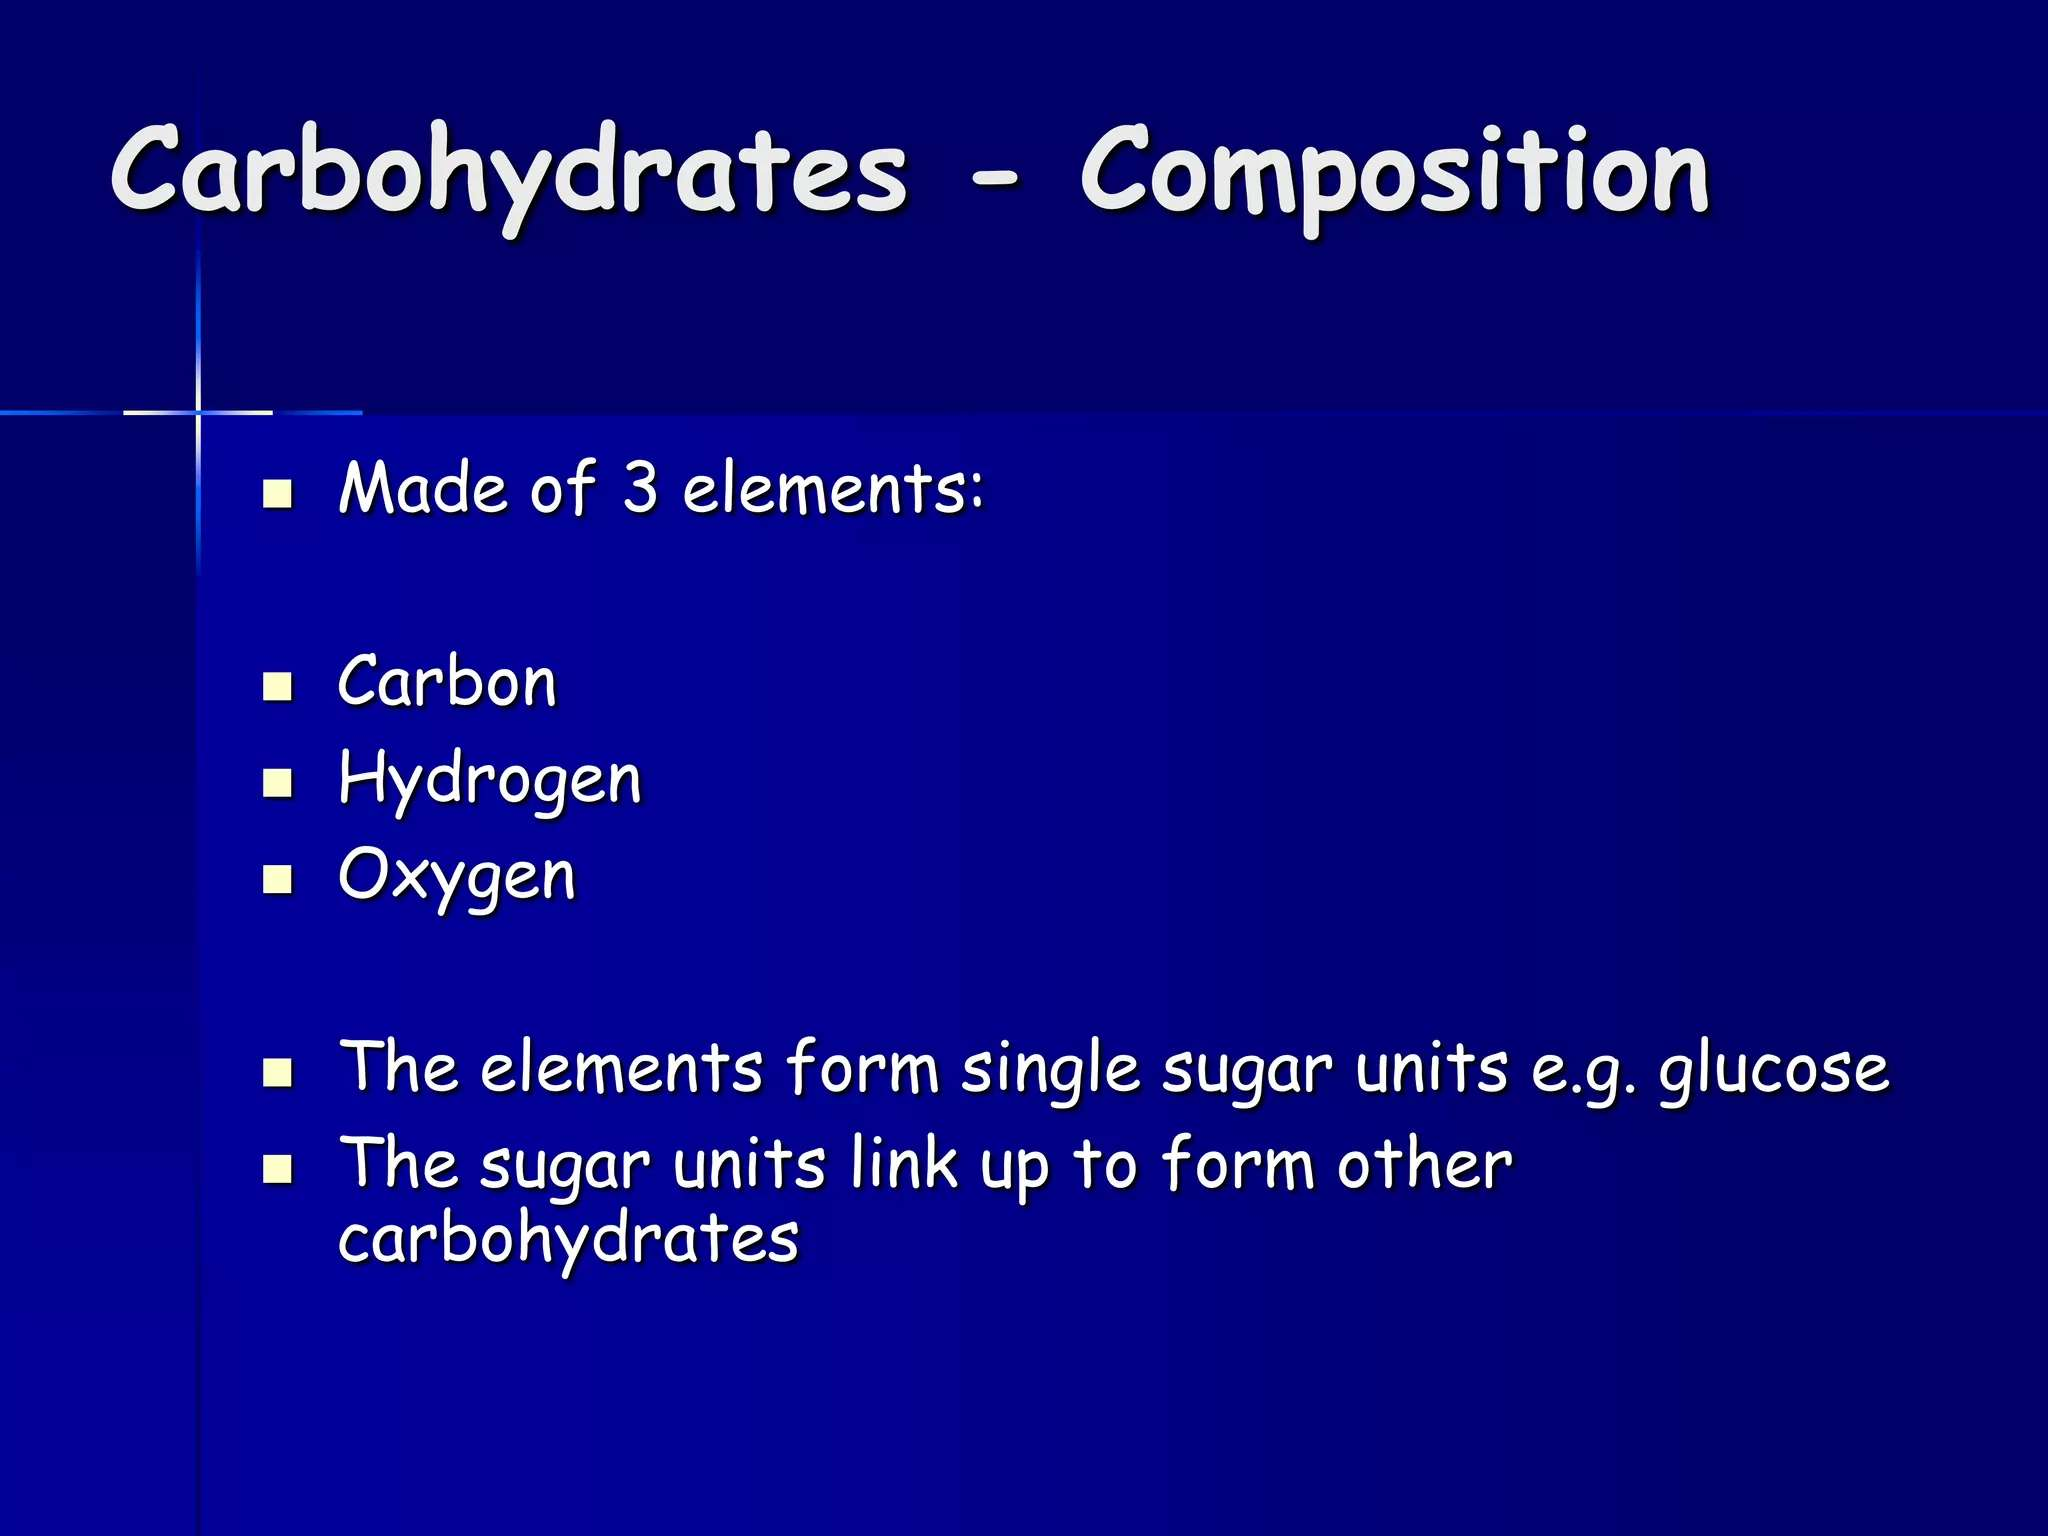 Carbohydrates - Composition
Made of 3 elements:
Carbon
Hydrogen
Oxygen
The elements form single sugar units e.g. glucose
The sugar units link up to form other
carbohydrates